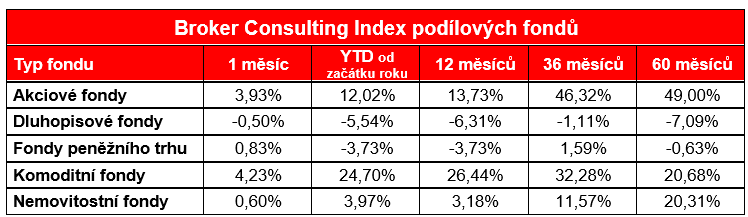 Broker Consulting Index podílových fondů
Typ fondu 1 měsíc YTD od začátku roku 12 měsíců 36 měsíců 60 měsíců
Akciové fondy 3,93% 12,02% 13,73% 46,32% 49,00%
Dluhopisové fondy -0,50% -5,54% -6,31% -1,11% -7,09%
Fondy peněžního trhu 0,83% -3,73% -3,73% 1,59% -0,63%
Komoditní fondy 4,23% 24,70% 26,44% 32,28% 20,68%
Nemovitostní fondy 0,60% 3,97% 3,18% 11,57% 20,31%